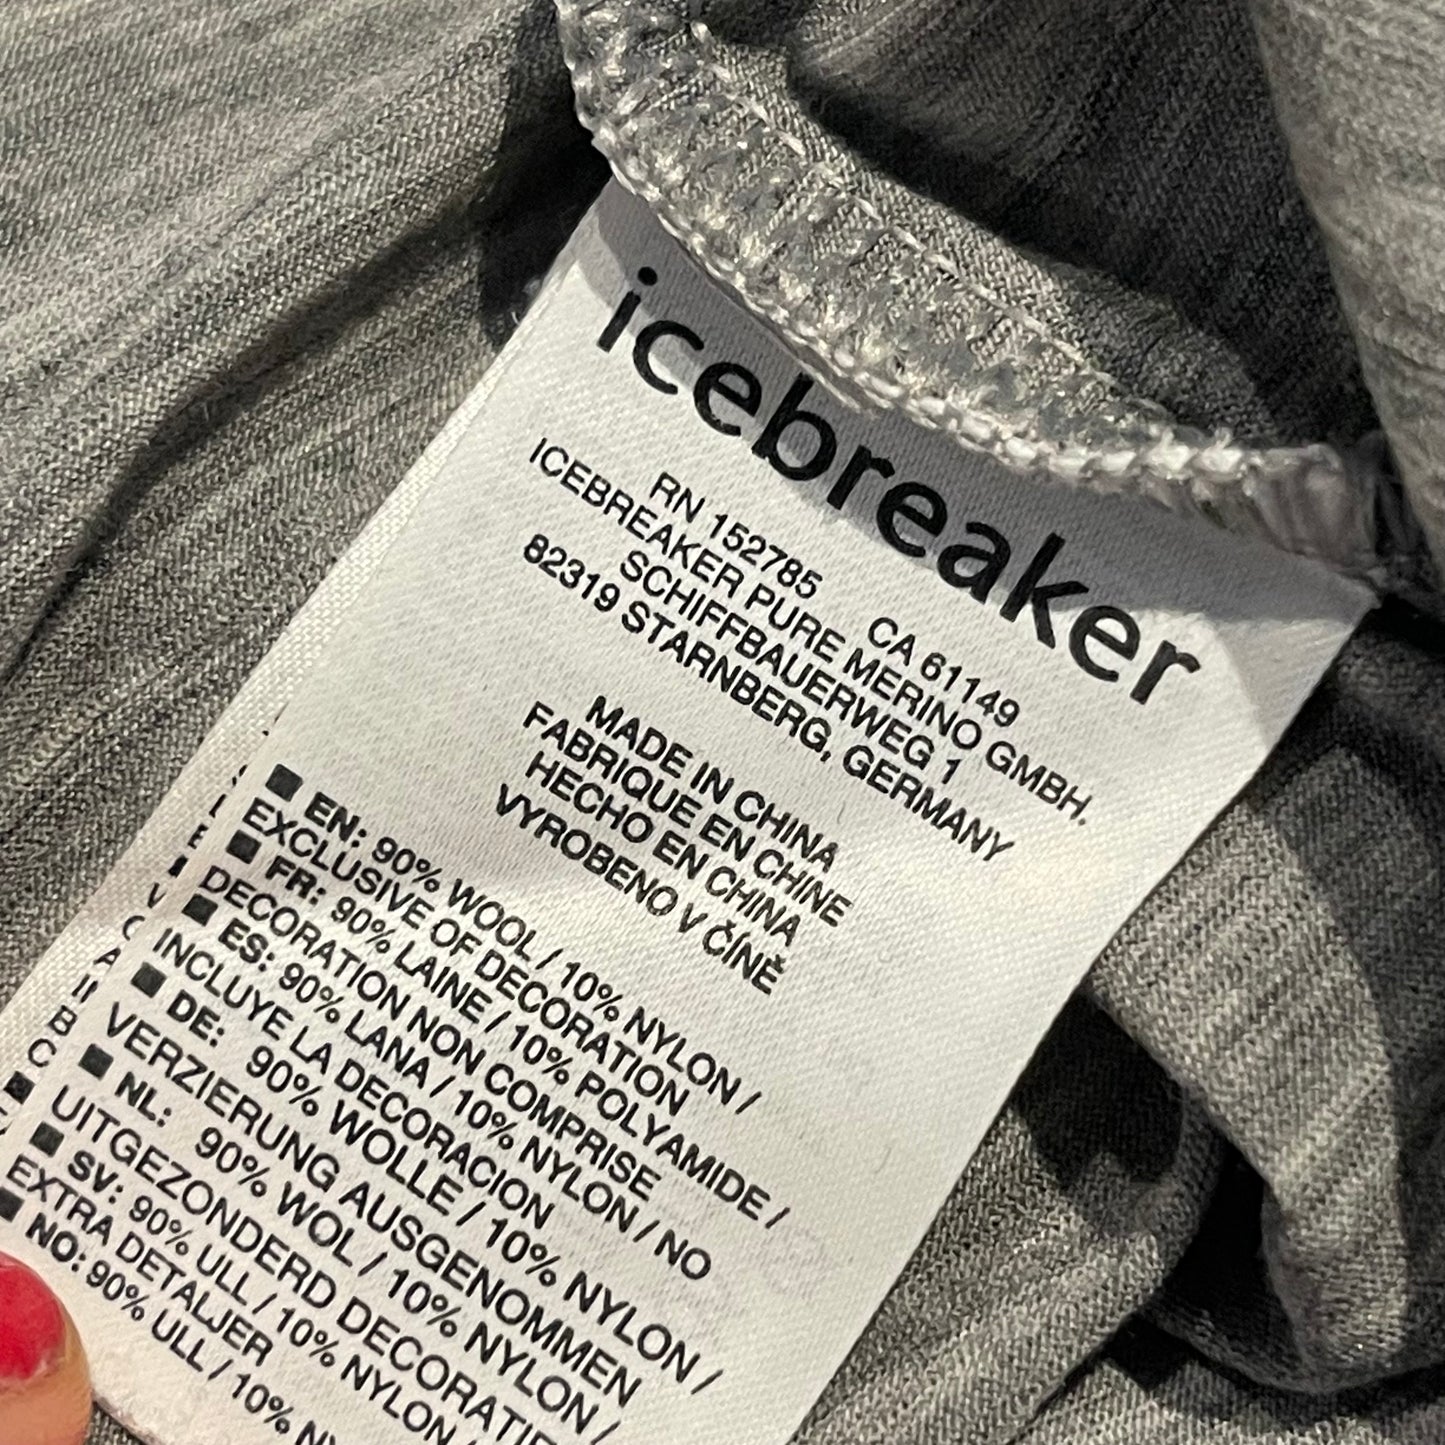 icebreaker
RN 152785 CA 61149
ICEBREAKER PURE MERINO GMBH.
SCHIFFBAUERWEG 1
82319 STARNBERG, GERMANY
MADE IN CHINA
FABRIQUE EN CHINE
HECHO EN CHINA
VYROBENO V ČÍNĚ
■ EN: 90% WOOL / 10% NYLON /
EXCLUSIVE OF DECORATION
■ FR: 90% LAINE / 10% POLYAMIDE /
DECORATION NON COMPRISE
■ ES: 90% LANA / 10% NYLON / NO
INCLUYE LA DECORACION
■ DE: 90% WOLLE / 10% NYLON /
VERZIERUNG AUSGENOMMEN
■ NL: 90% WOL / 10% NYLON /
UITGEZONDERD DECORATIE
■ SV: 90% ULL / 10% NYLON /
EXTRA DETALJER
■ NO: 90% ULL / 10%